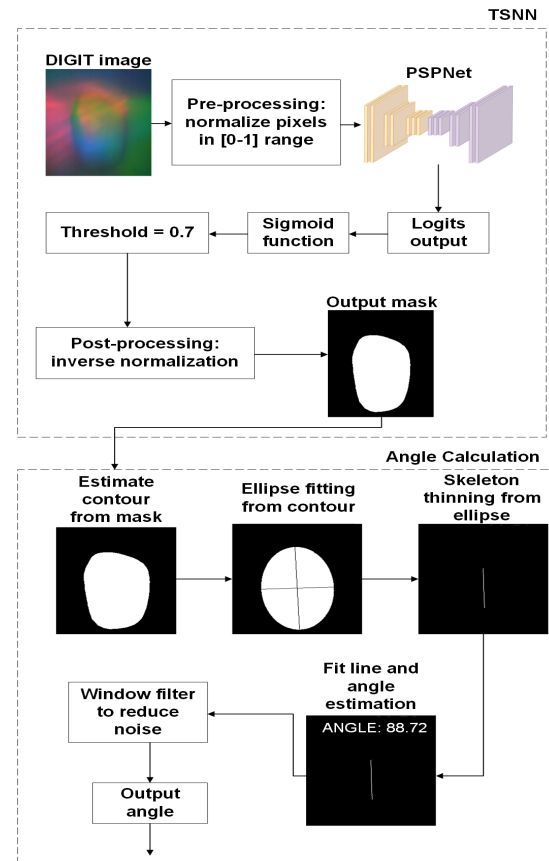 TSNN
DIGIT image
Pre-processing:
normalize pixels
in [0-1] range
PSPNet
Threshold = 0.7
Sigmoid
function
Logits
output
Post-processing:
inverse normalization
Output mask
Angle Calculation
Estimate
contour
from mask
Ellipse fitting
from contour
Skeleton
thinning from
ellipse
Fit line and
angle
estimation
ANGLE: 88.72
Window filter
to reduce
noise
Output
angle